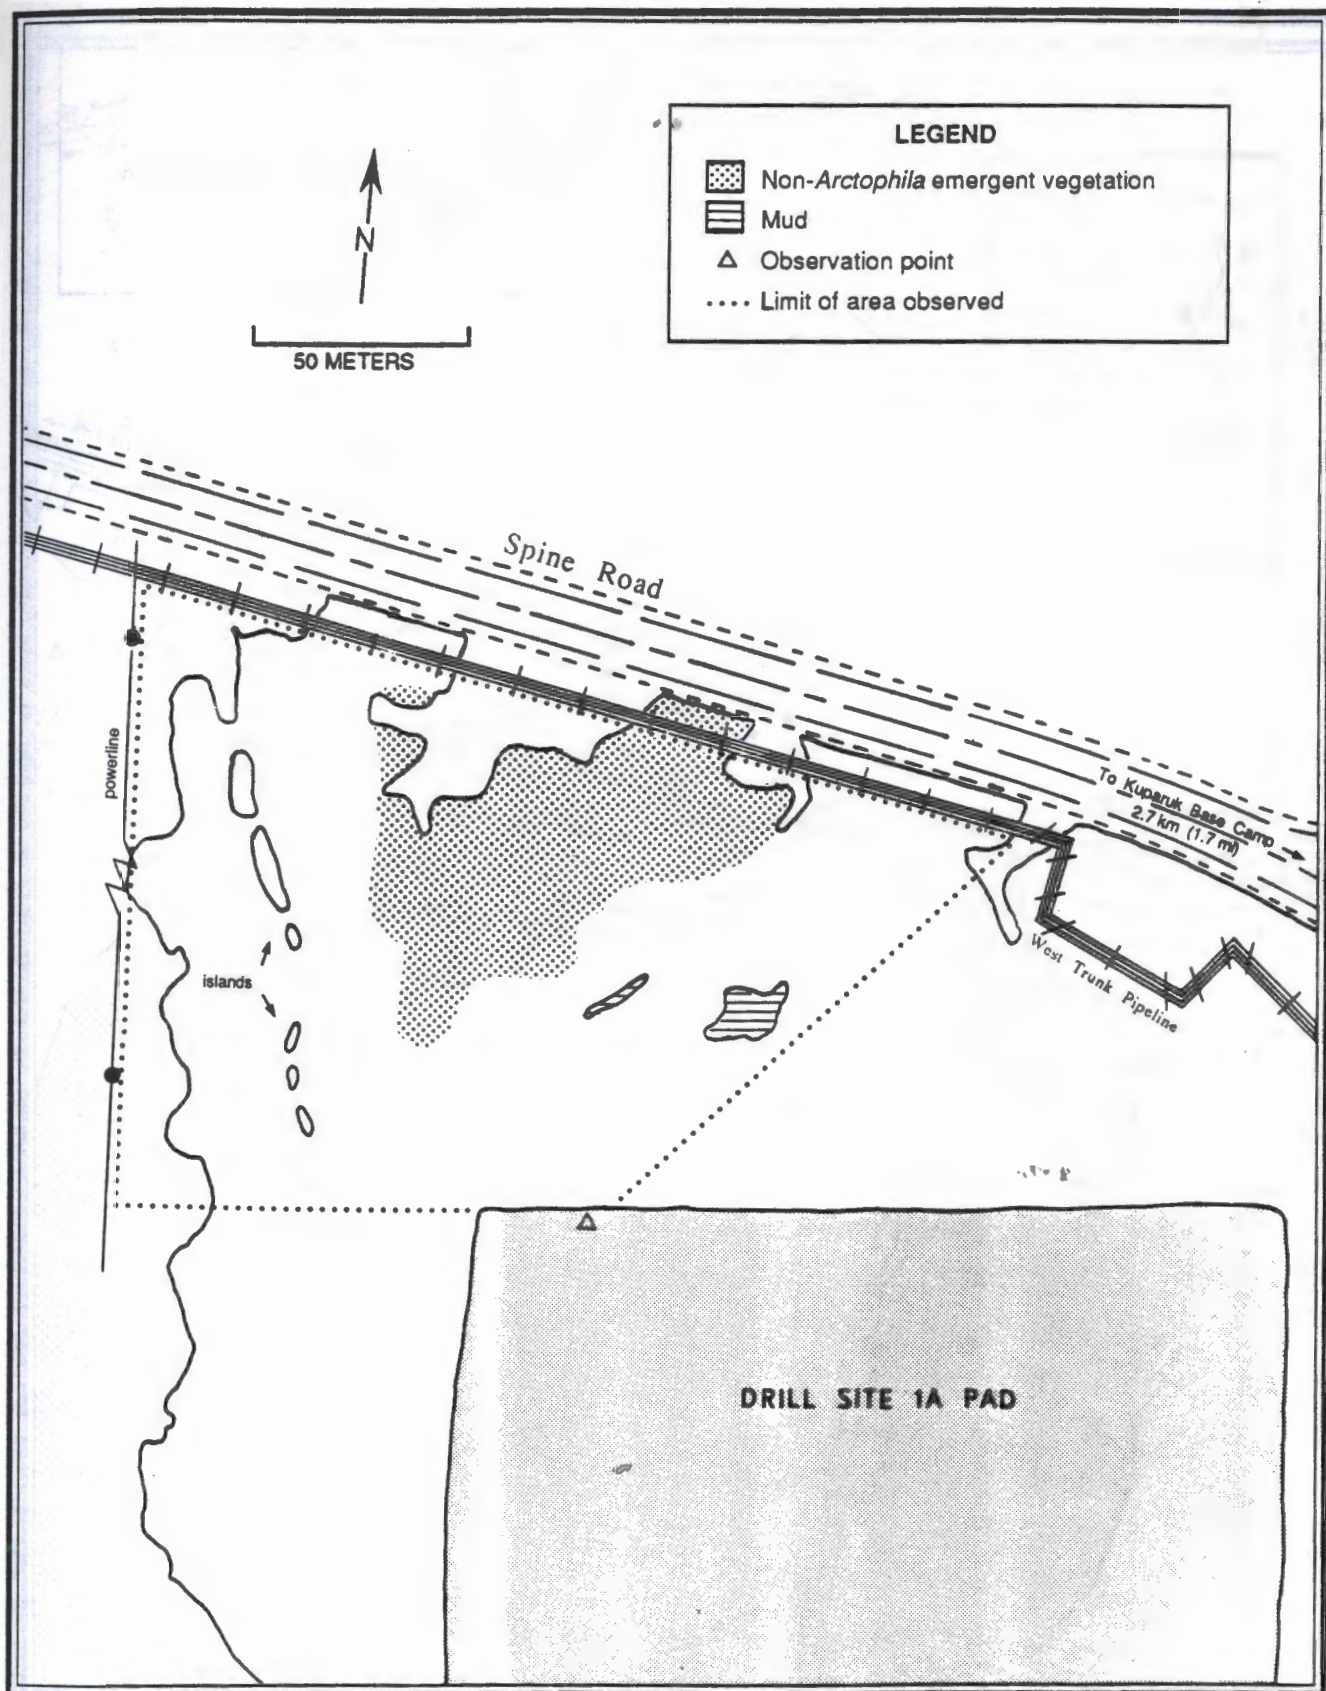 LEGEND
Non-Arctophila emergent vegetation
Mud
Observation point
Limit of area observed
N
50 METERS
Spine Road
powerline
To Kuparuk Base Camp
2.7 km (1.7 mi)
islands
West Trunk Pipeline
DRILL SITE 1A PAD